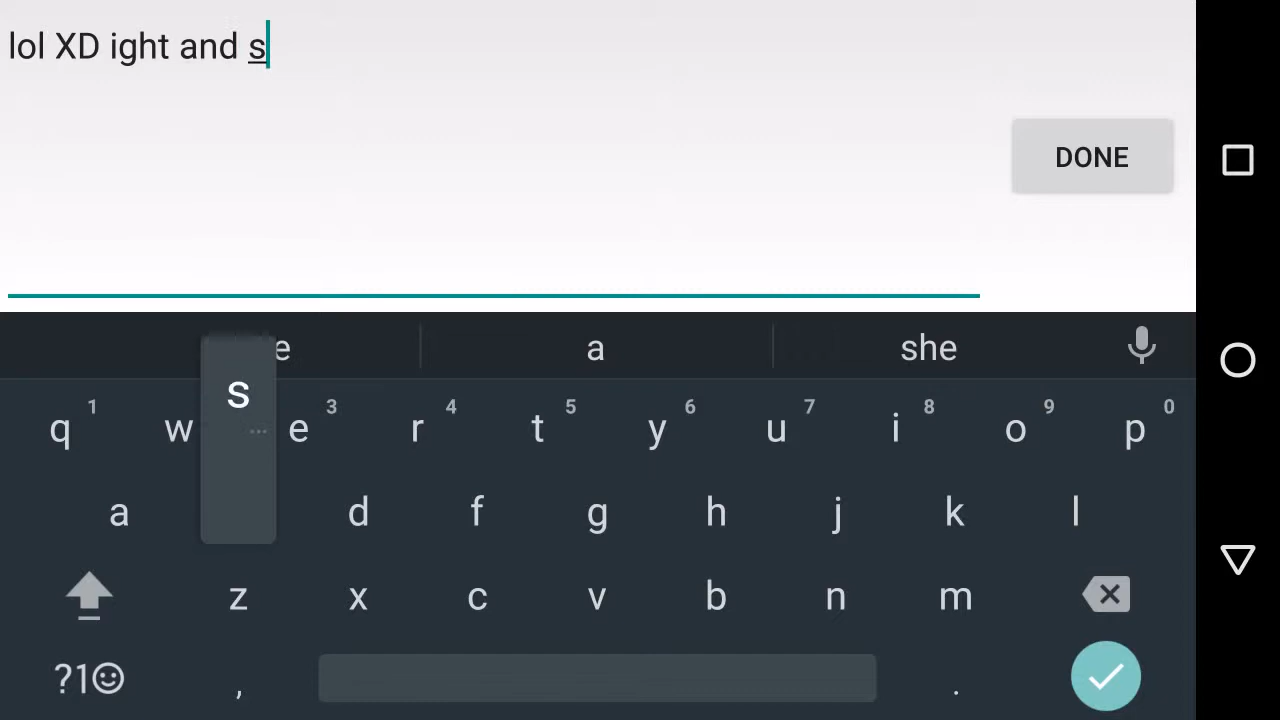 lol XD ight and s
DONE
e a she
s
q 1 w e 3 r 4 t 5 y 6 u 7 i 8 o 9 p 0
a d f g h j k l
z x c v b n m
?1☺ , .